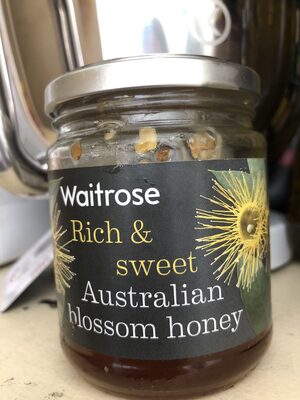 Waitrose
Rich &
sweet
Australian
blossom honey